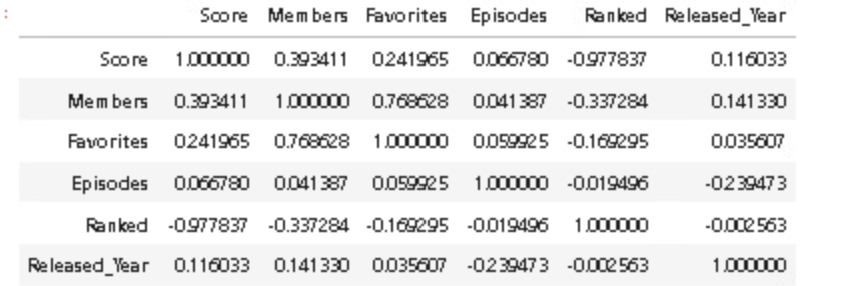 Score Members Favorites Episodes Ranked Released_Year
Score 1.000000 0.393411 0.241965 0.066780 -0.977837 0.116033
Members 0.393411 1.000000 0.768628 0.041387 -0.337284 0.141330
Favorites 0.241965 0.768628 1.000000 0.059925 -0.169295 0.035607
Episodes 0.066780 0.041387 0.059925 1.000000 -0.019496 -0.239473
Ranked -0.977837 -0.337284 -0.169295 -0.019496 1.000000 -0.002563
Released_Year 0.116033 0.141330 0.035607 -0.239473 -0.002563 1.000000